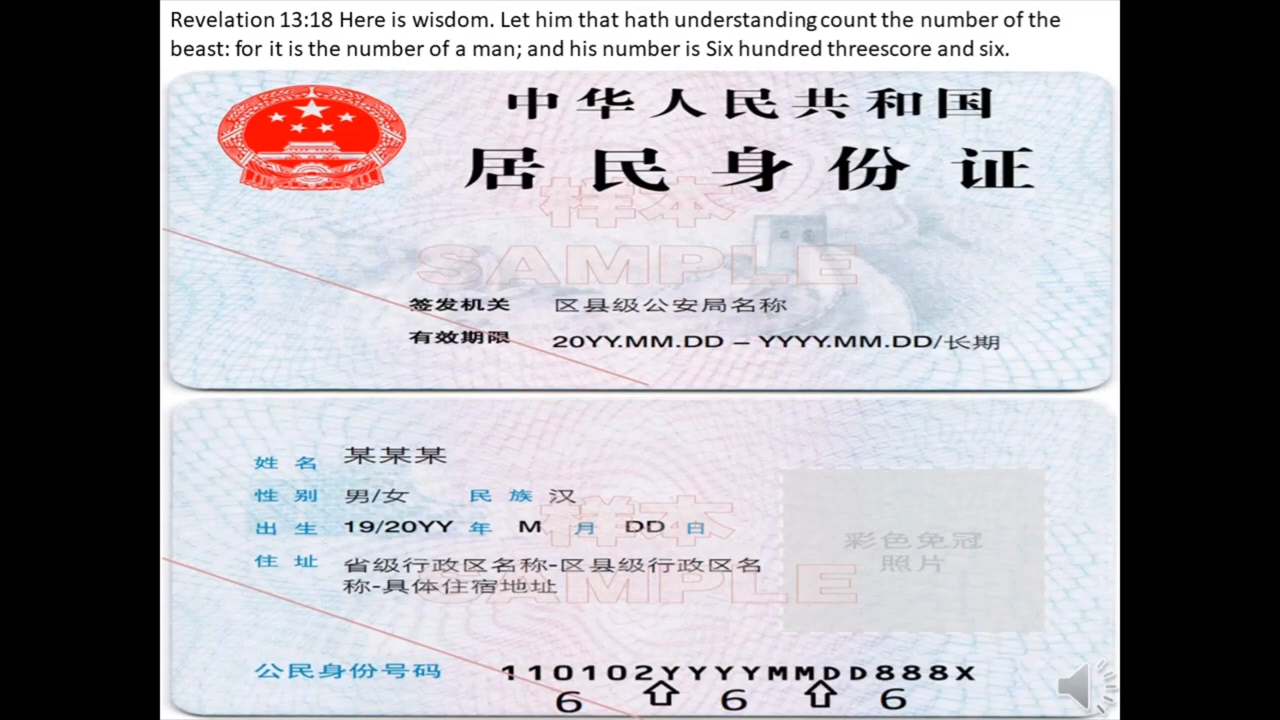 Revelation 13:18 Here is wisdom. Let him that hath understanding count the number of the
beast: for it is the number of a man; and his number is Six hundred threescore and six.
中华人民共和国
居民身份证
样本
SAMPLE
签发机关 区县级公安局名称
有效期限 20YY.MM.DD – YYYY.MM.DD/长期
姓名 某某某
性别 男/女 民族 汉
样本
出生 19/20YY 年 M 月 DD 日
彩色免冠
照片
住址 省级行政区名称-区县级行政区名
称-具体住宿地址
SAMPLE
公民身份号码 110102YYYYMMDD888X
6 6 6